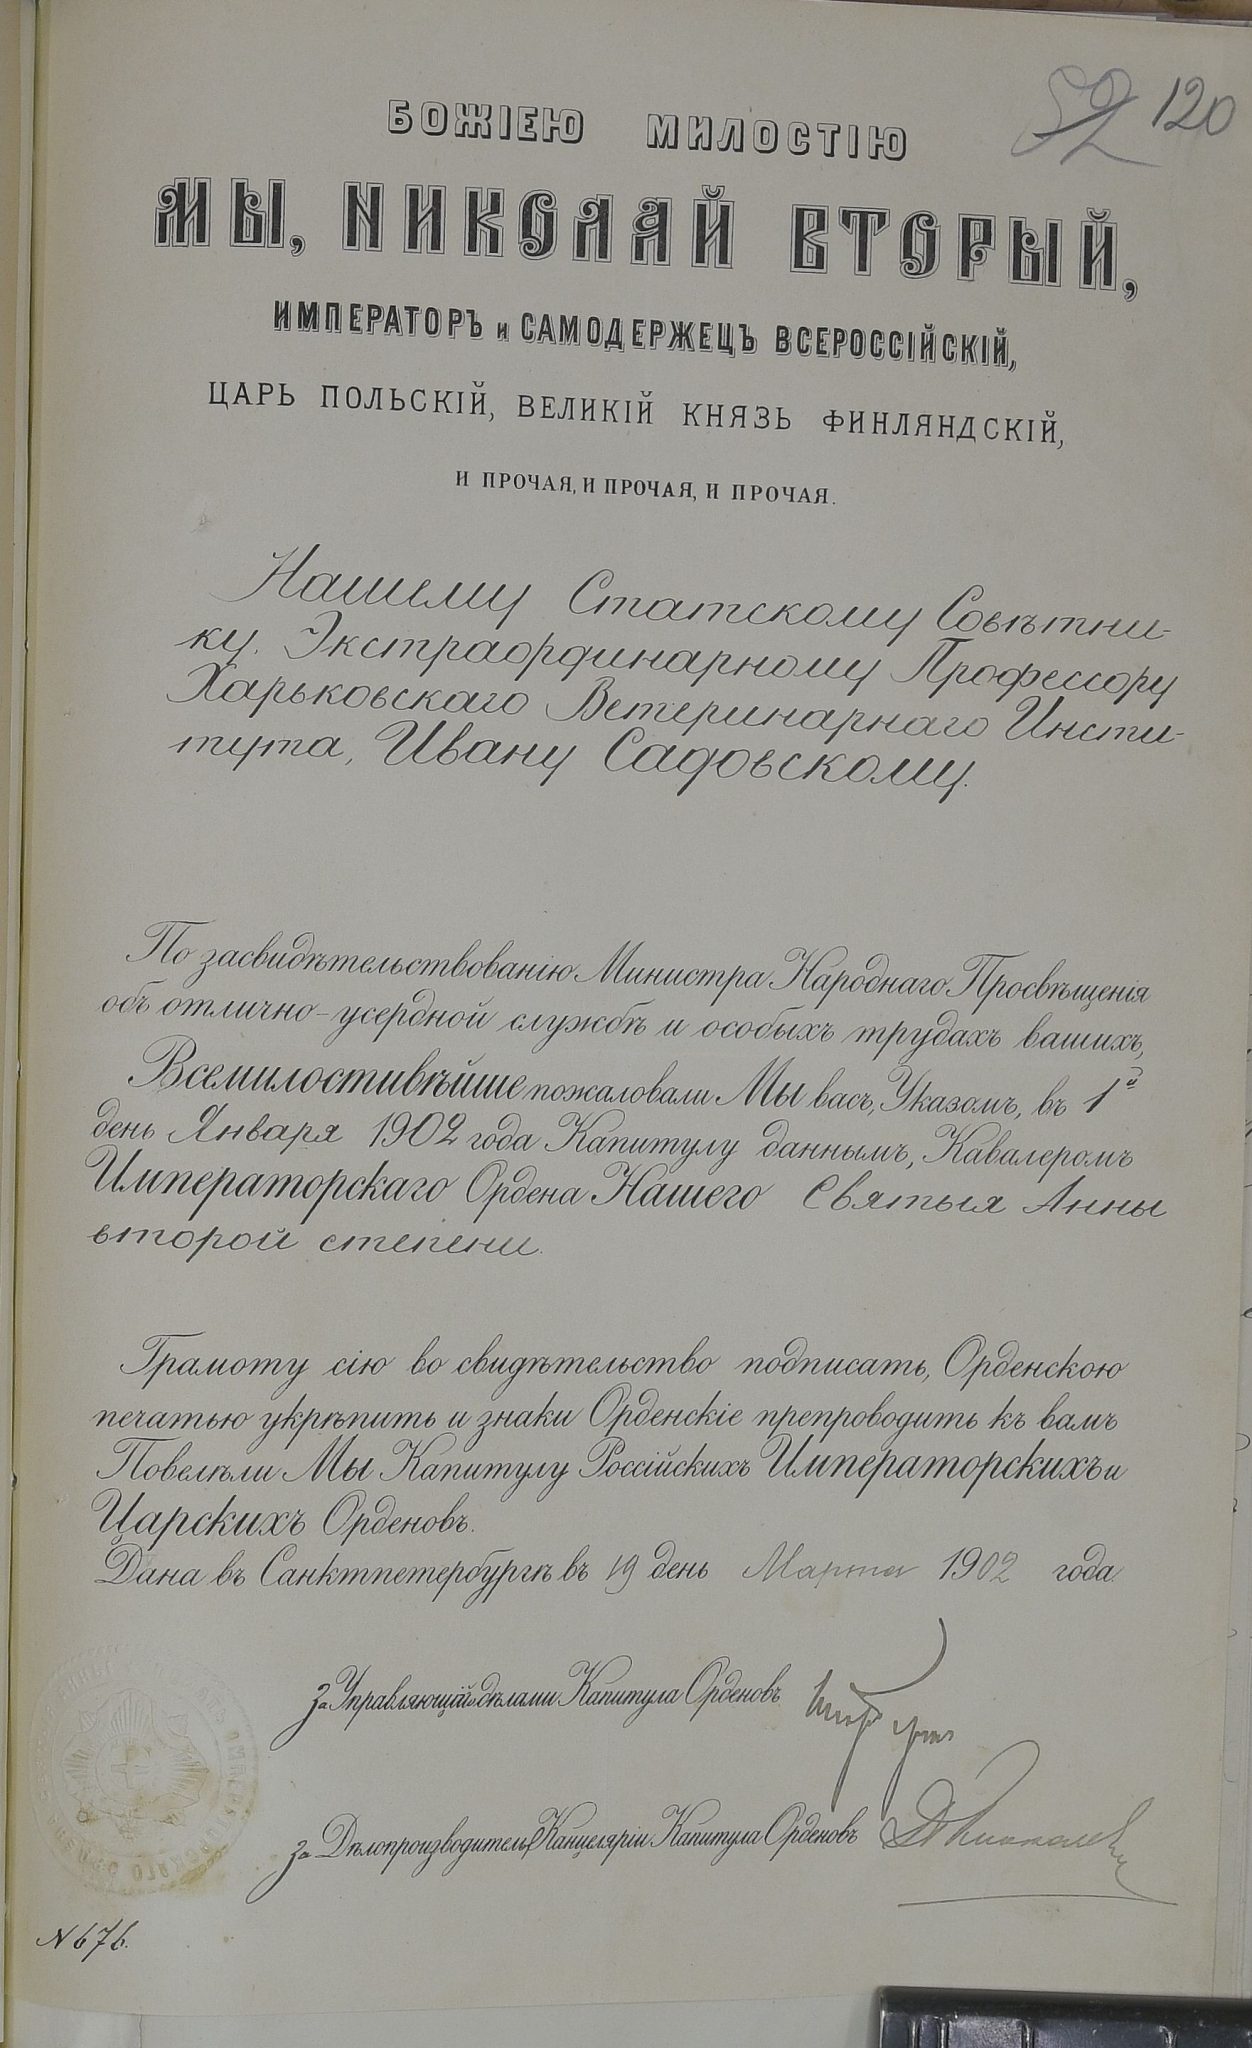 52 120
БОЖІЕЮ МИЛОСТІЮ
МЫ, НИКОЛАЙ ВТОРЫЙ,
ИМПЕРАТОРЪ и САМОДЕРЖЕЦЪ ВСЕРОССІЙСКІЙ,
ЦАРЬ ПОЛЬСКІЙ, ВЕЛИКІЙ КНЯЗЬ ФИНЛЯНДСКІЙ,
И ПРОЧАЯ, И ПРОЧАЯ, И ПРОЧАЯ.
Нашему Статскому Совѣтни-
ку, Экстраординарному Профессору
Харьковскаго Ветеринарнаго Инсти-
тута, Ивану Садовскому.
По засвидѣтельствованію Министра Народнаго Просвѣщенія
объ отлично-усердной службѣ и особыхъ трудахъ вашихъ,
Всемилостивѣйше пожаловали Мы васъ, Указомъ, въ 1й
день Января 1902 года Капитулу даннымъ, Кавалеромъ
Императорскаго Ордена Нашего Святыя Анны
второй степени.
Грамоту сію во свидѣтельство подписать, Орденскою
печатью укрѣпить и знаки Орденскіе препроводить къ вамъ
Повелѣли Мы Капитулу Россійскихъ Императорскихъ и
Царскихъ Орденовъ.
Дана въ Санктпетербургѣ въ 19 день Марта 1902 года.
За Управляющаго дѣлами Капитула Орденовъ
За Дѣлопроизводителя Канцеляріи Капитула Орденовъ
№ 676.